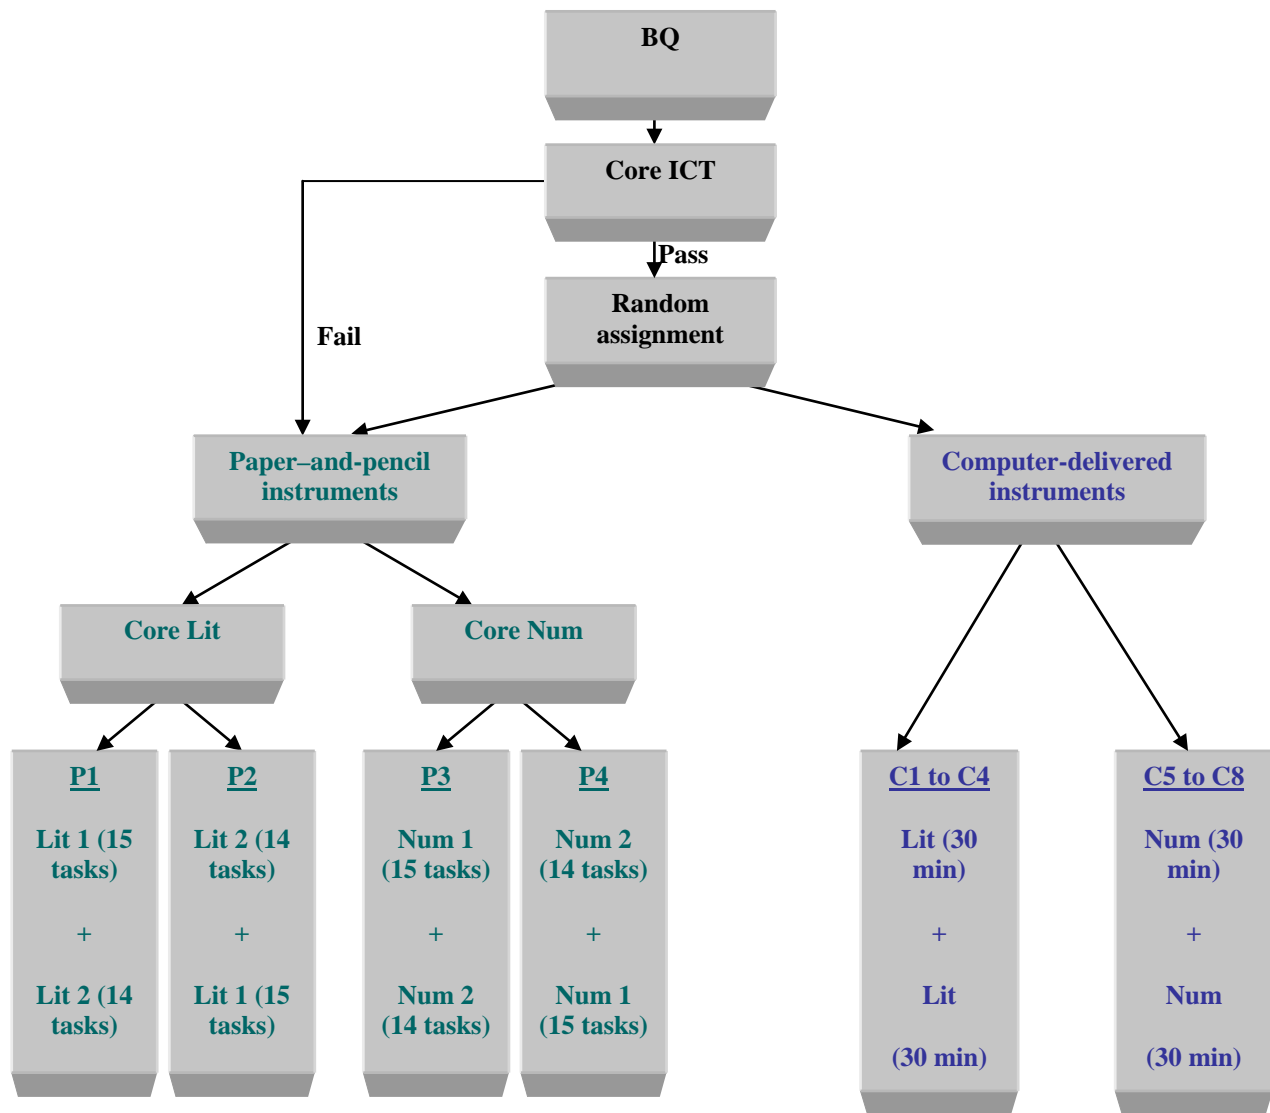 BQ
Core ICT
Pass
Random
assignment
Fail
Paper–and-pencil
instruments
Computer-delivered
instruments
Core Lit
Core Num
P1
Lit 1 (15
tasks)
+
Lit 2 (14
tasks)
P2
Lit 2 (14
tasks)
+
Lit 1 (15
tasks)
P3
Num 1
(15 tasks)
+
Num 2
(14 tasks)
P4
Num 2
(14 tasks)
+
Num 1
(15 tasks)
C1 to C4
Lit (30
min)
+
Lit
(30 min)
C5 to C8
Num (30
min)
+
Num
(30 min)